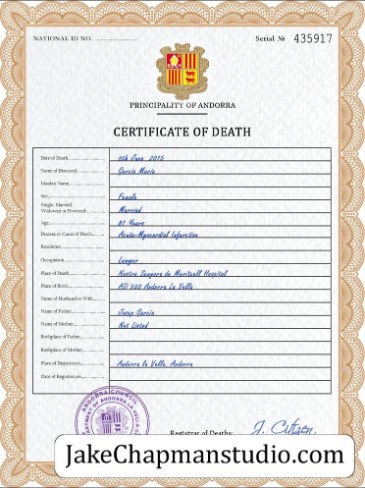 NATIONAL ID NO.
Serial № 435917
PRINCIPALITY OF ANDORRA
CERTIFICATE OF DEATH
Date of Death 6th June 2015
Name of Deceased Garcia Maria
Maiden Name
Sex Female
Single, Married,
Widowed or Divorced Married
Age 87 Years
Disease or Cause of Death Acute Myocardial Infarction
Residence
Occupation Lawyer
Place of Death Nostra Senyora de Meritxell Hospital
Place of Birth AD 500 Andorra La Vella
Name of Husband or Wife
Name of Father Josep Garcia
Name of Mother Not Listed
Birthplace of Father
Birthplace of Mother
Place of Disposition Andorra la Vella, Andorra
Date of Registration
Registrar of Deaths: J. Citizen
JakeChapmanstudio.com